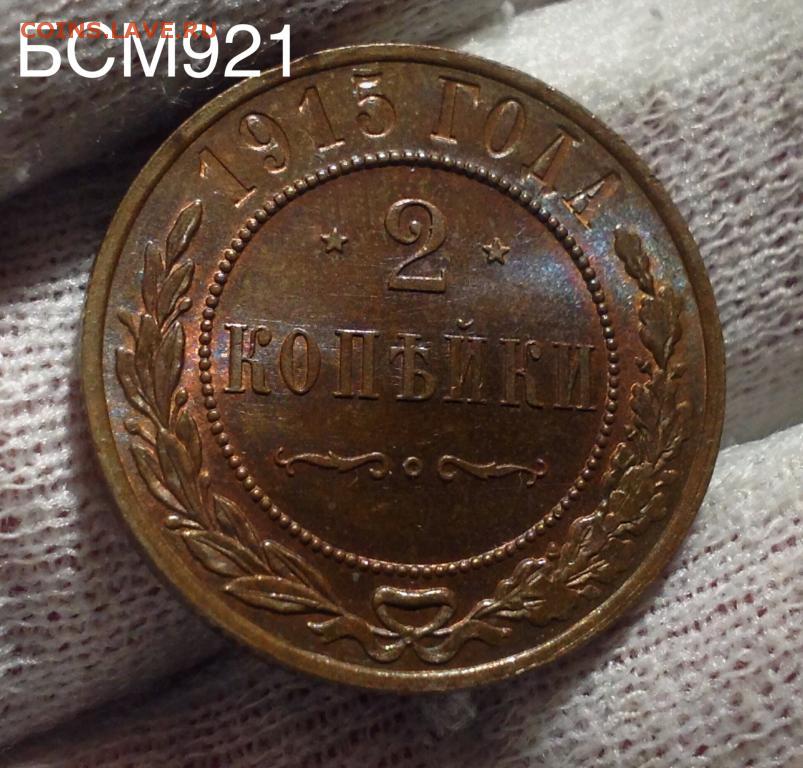 COINS.LAVE.RU
БСМ921
1915 ГОДА
2
КОПѢЙКИ